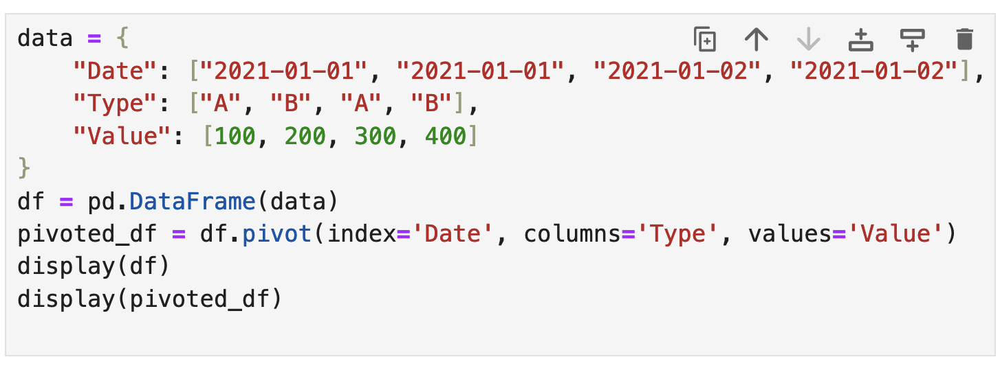 data = {
    "Date": ["2021-01-01", "2021-01-01", "2021-01-02", "2021-01-02"],
    "Type": ["A", "B", "A", "B"],
    "Value": [100, 200, 300, 400]
}
df = pd.DataFrame(data)
pivoted_df = df.pivot(index='Date', columns='Type', values='Value')
display(df)
display(pivoted_df)